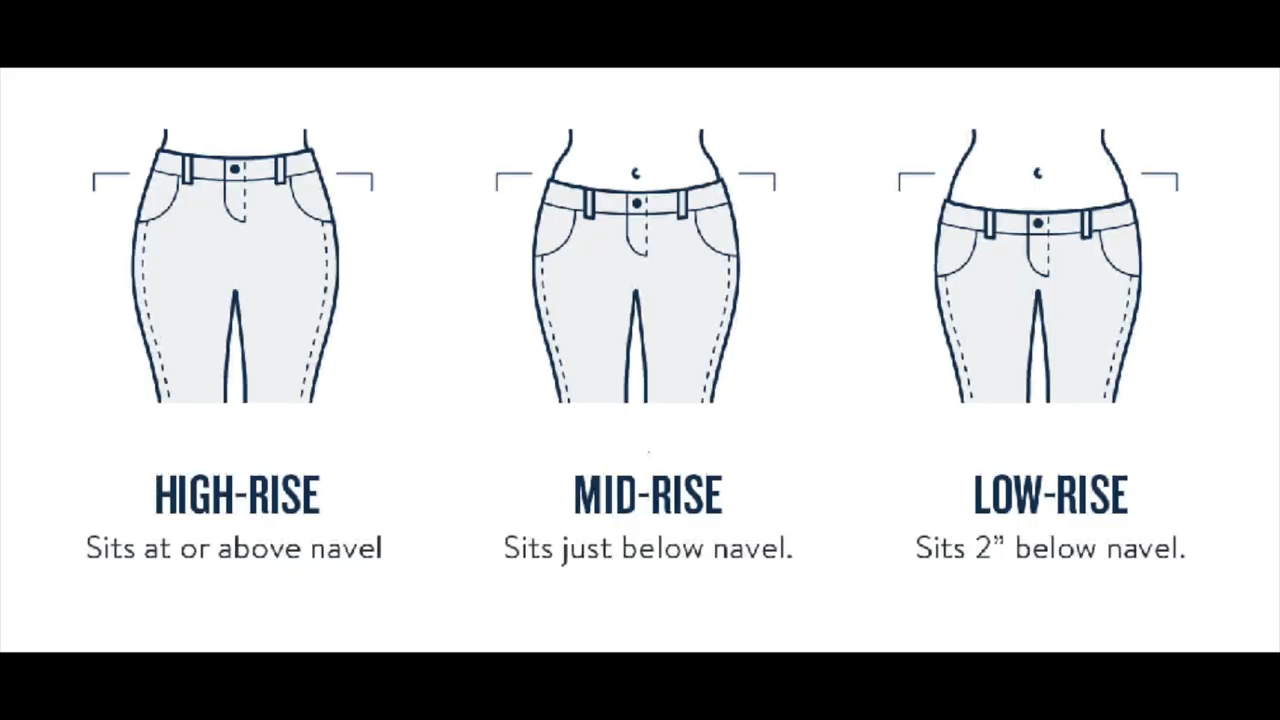 HIGH-RISE
Sits at or above navel
MID-RISE
Sits just below navel.
LOW-RISE
Sits 2” below navel.